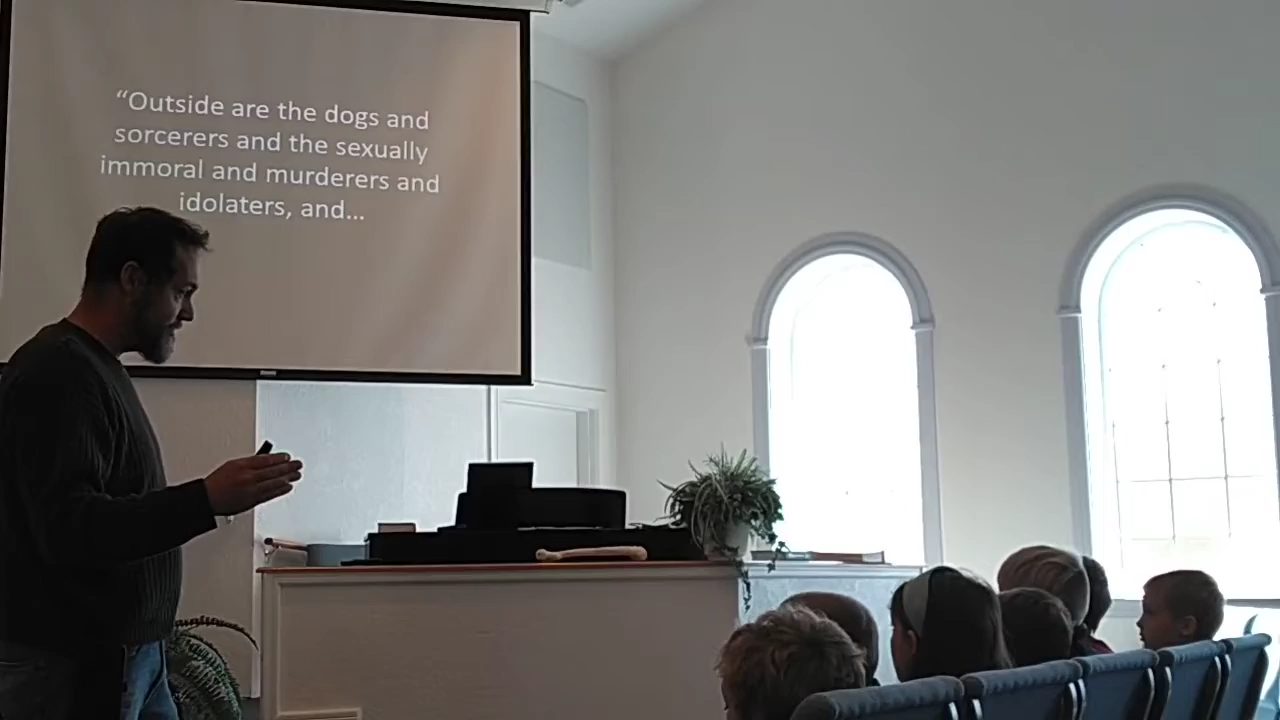 “Outside are the dogs and
sorcerers and the sexually
immoral and murderers and
idolaters, and...